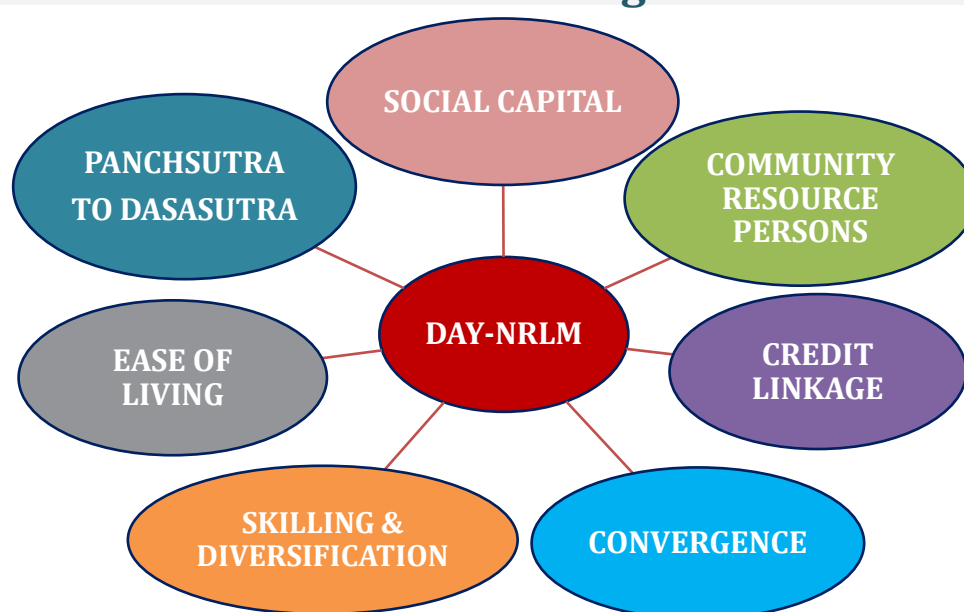 SOCIAL CAPITAL
PANCHSUTRA
TO DASASUTRA
COMMUNITY
RESOURCE
PERSONS
DAY-NRLM
EASE OF
LIVING
CREDIT
LINKAGE
SKILLING &
DIVERSIFICATION
CONVERGENCE